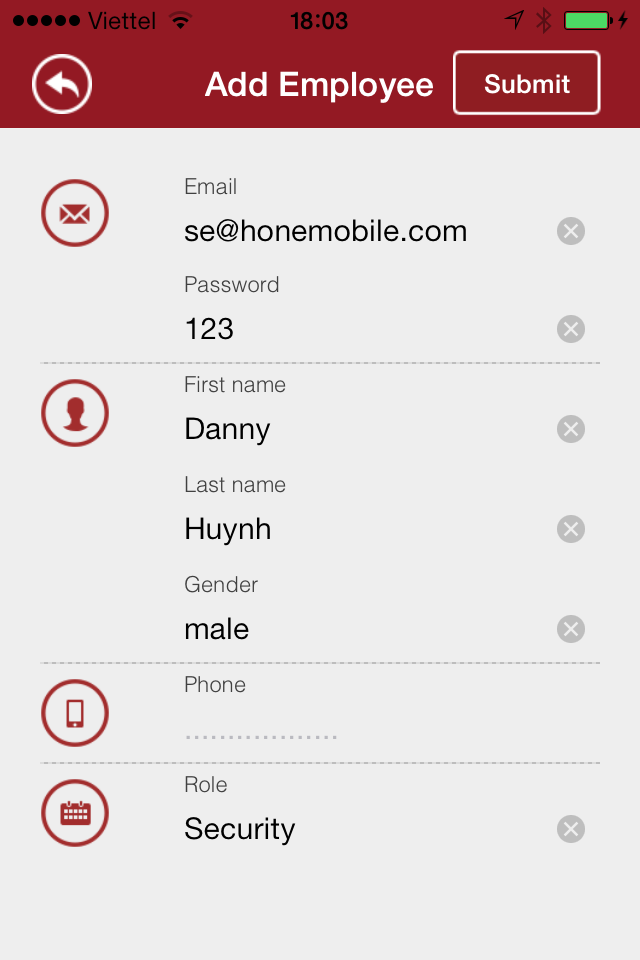 Viettel 18:03
Add Employee Submit
Email
se@honemobile.com
Password
123
First name
Danny
Last name
Huynh
Gender
male
Phone
Role
Security